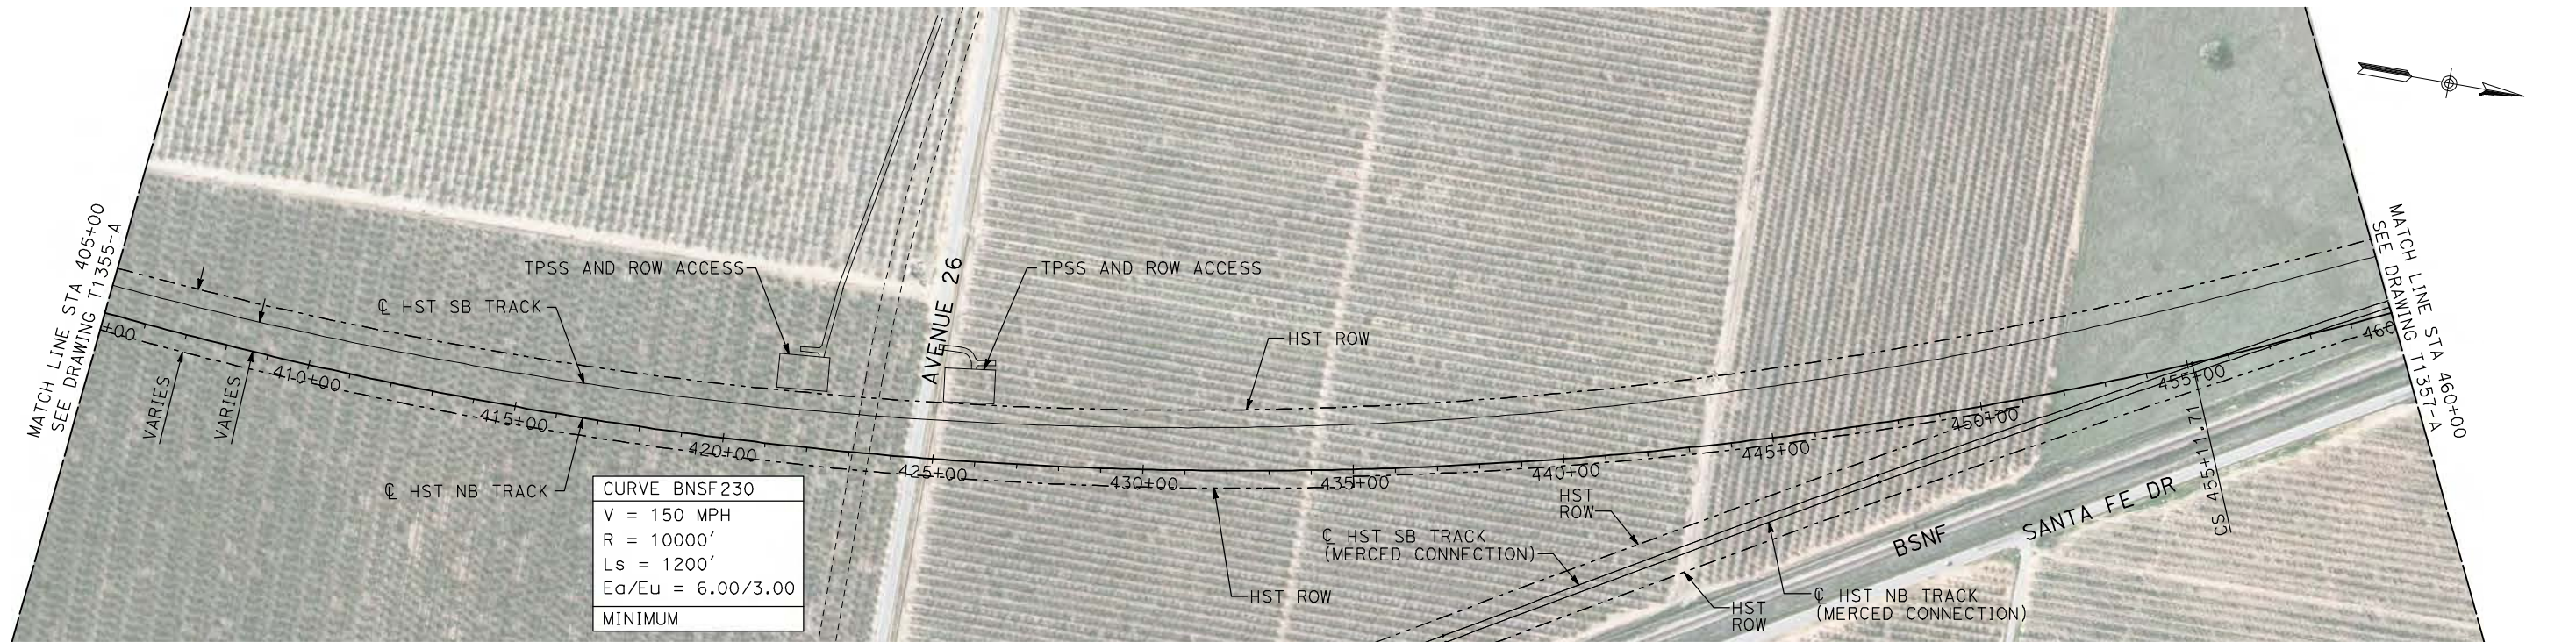 MATCH LINE STA 405+00
SEE DRAWING T1355-A
+00
VARIES
VARIES
℄ HST SB TRACK
TPSS AND ROW ACCESS
AVENUE 26
TPSS AND ROW ACCESS
HST ROW
410+00
415+00
420+00
425+00
430+00
435+00
440+00
445+00
450+00
455+00
460
℄ HST NB TRACK
CURVE BNSF230
V = 150 MPH
R = 10000'
Ls = 1200'
Ea/Eu = 6.00/3.00
MINIMUM
HST ROW
℄ HST SB TRACK
(MERCED CONNECTION)
HST
ROW
HST
ROW
℄ HST NB TRACK
(MERCED CONNECTION)
BSNF
SANTA FE DR
CS 455+11.71
MATCH LINE STA 460+00
SEE DRAWING T1357-A